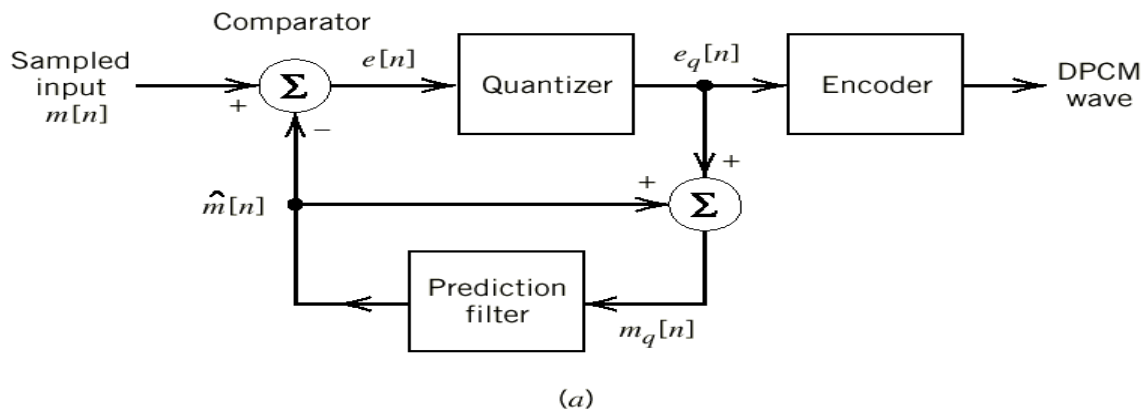 Comparator
Sampled
input
m[n]
+
Σ
−
e[n]
Quantizer
e_q[n]
Encoder
DPCM
wave
m̂[n]
+
+
Σ
Prediction
filter
m_q[n]
(a)